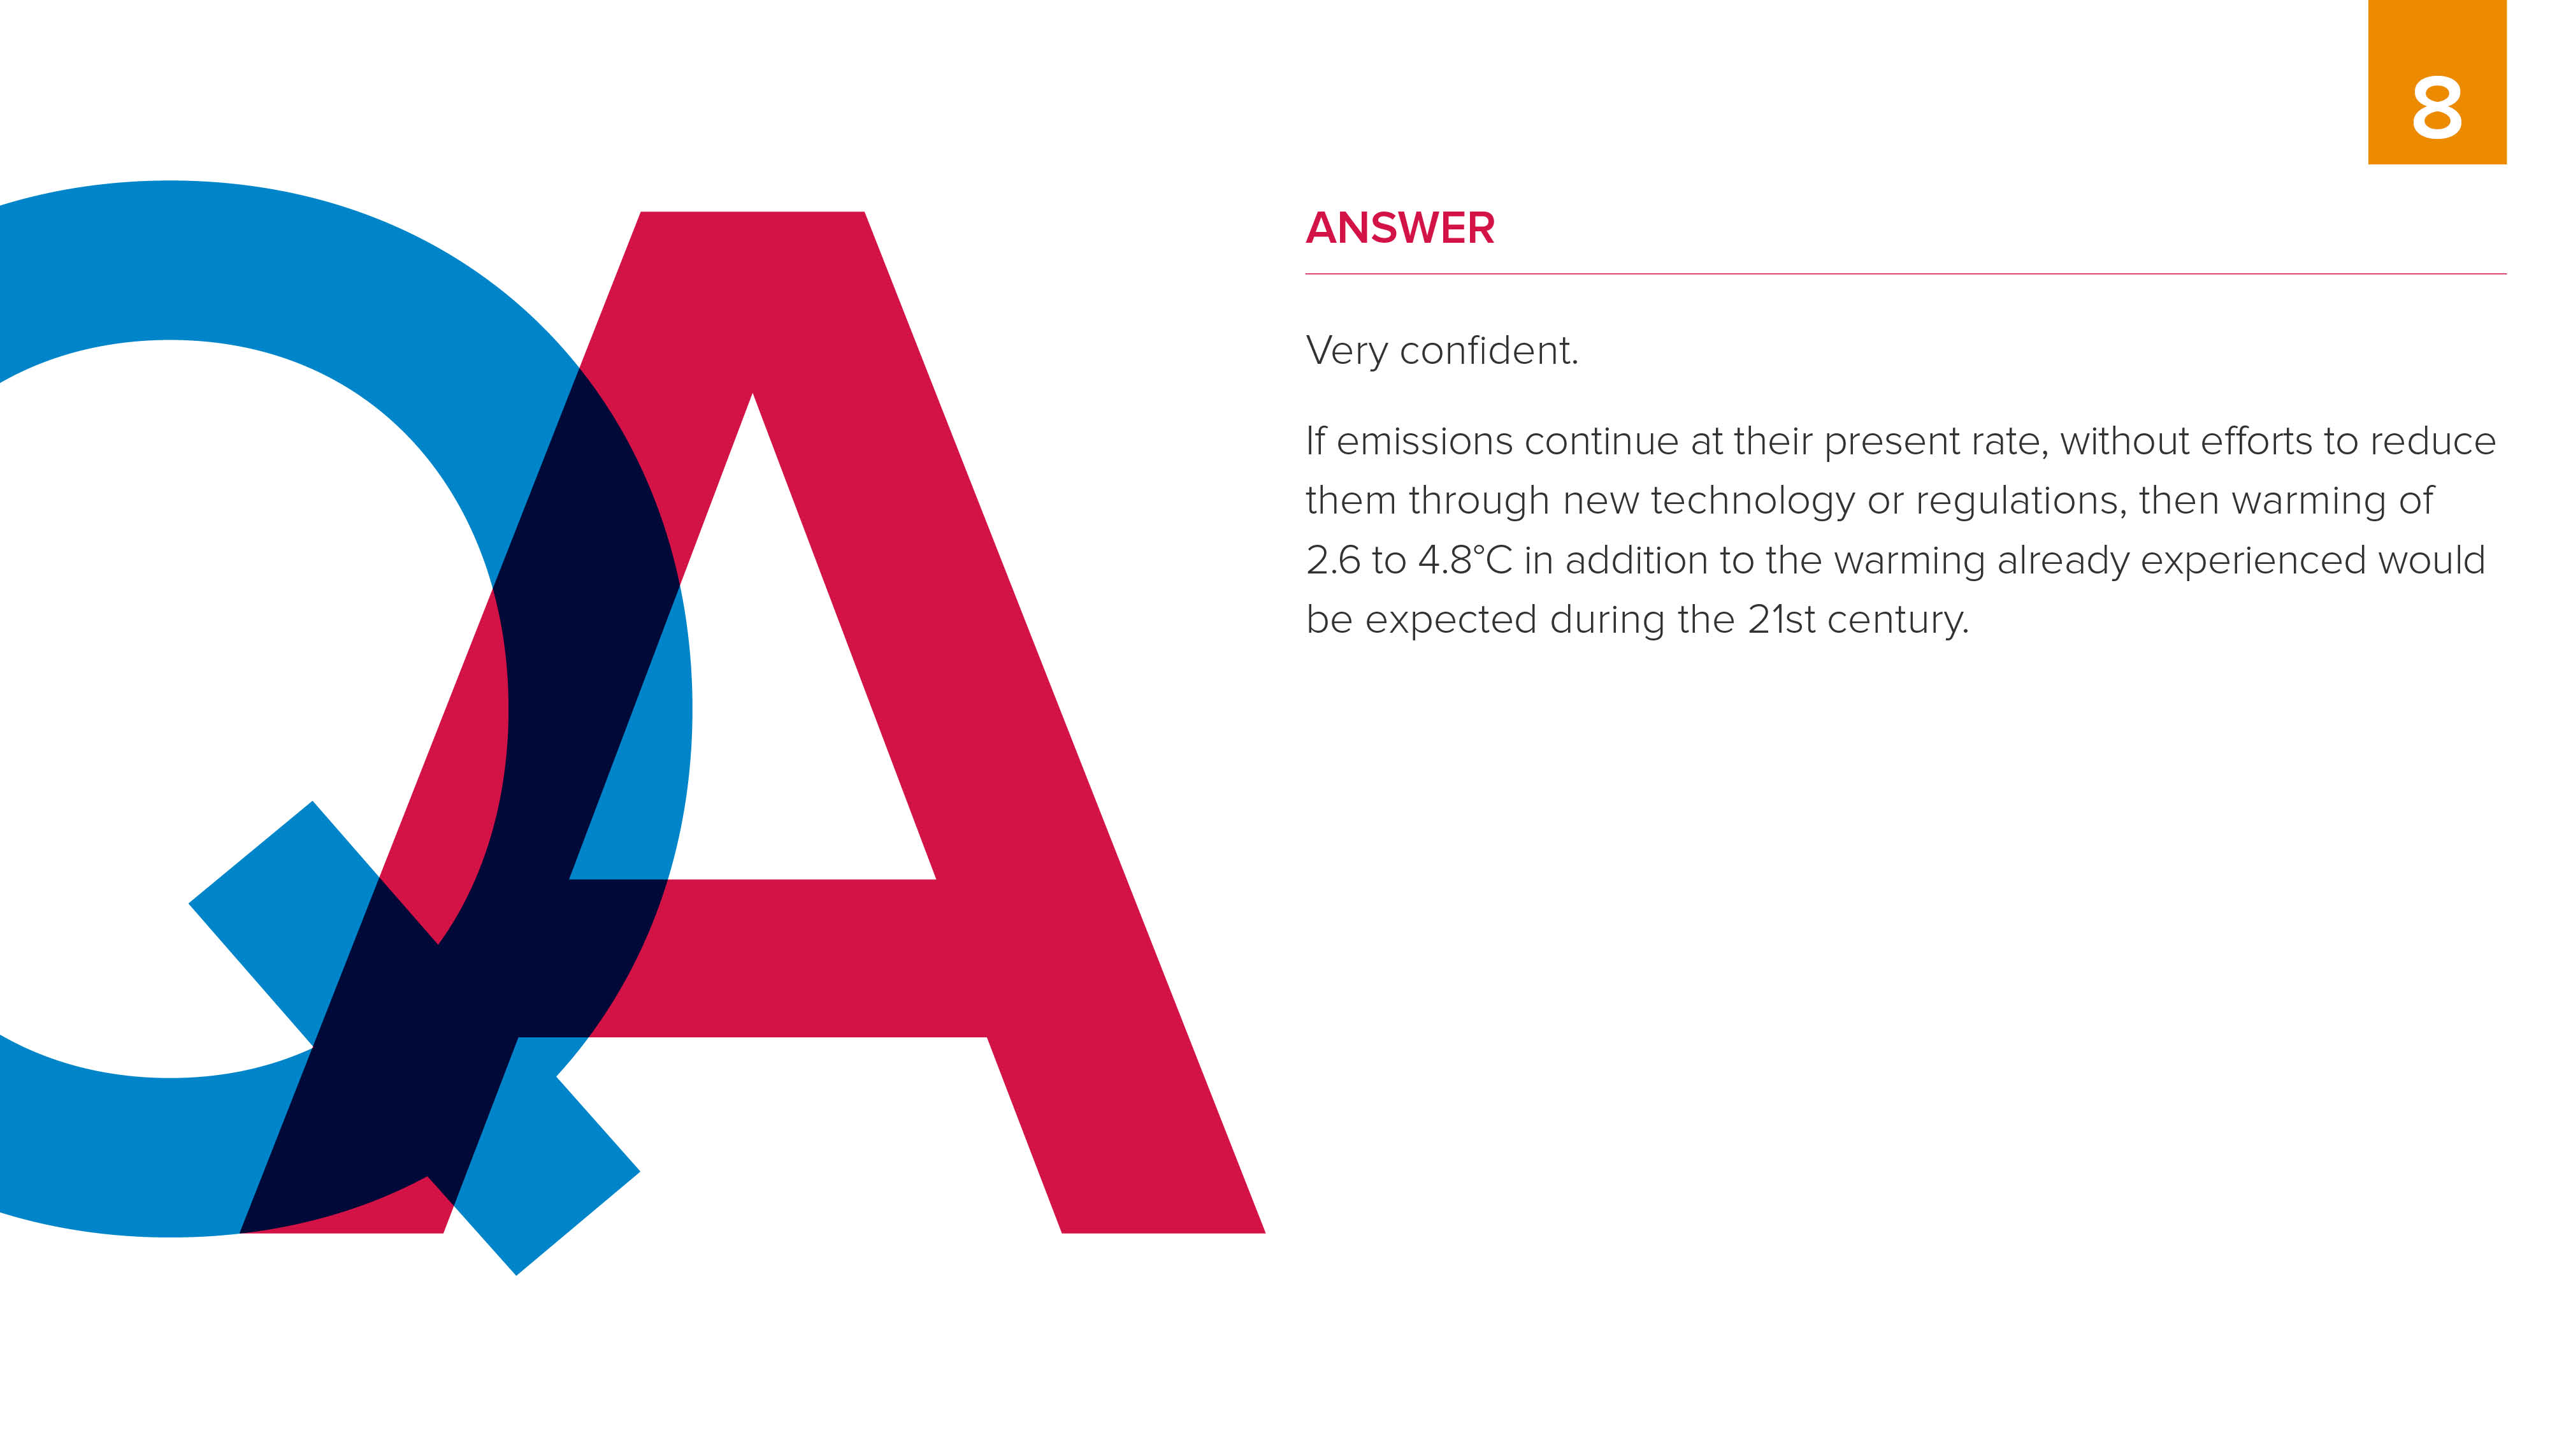 8
QA
ANSWER
Very confident.
If emissions continue at their present rate, without efforts to reduce
them through new technology or regulations, then warming of
2.6 to 4.8°C in addition to the warming already experienced would
be expected during the 21st century.